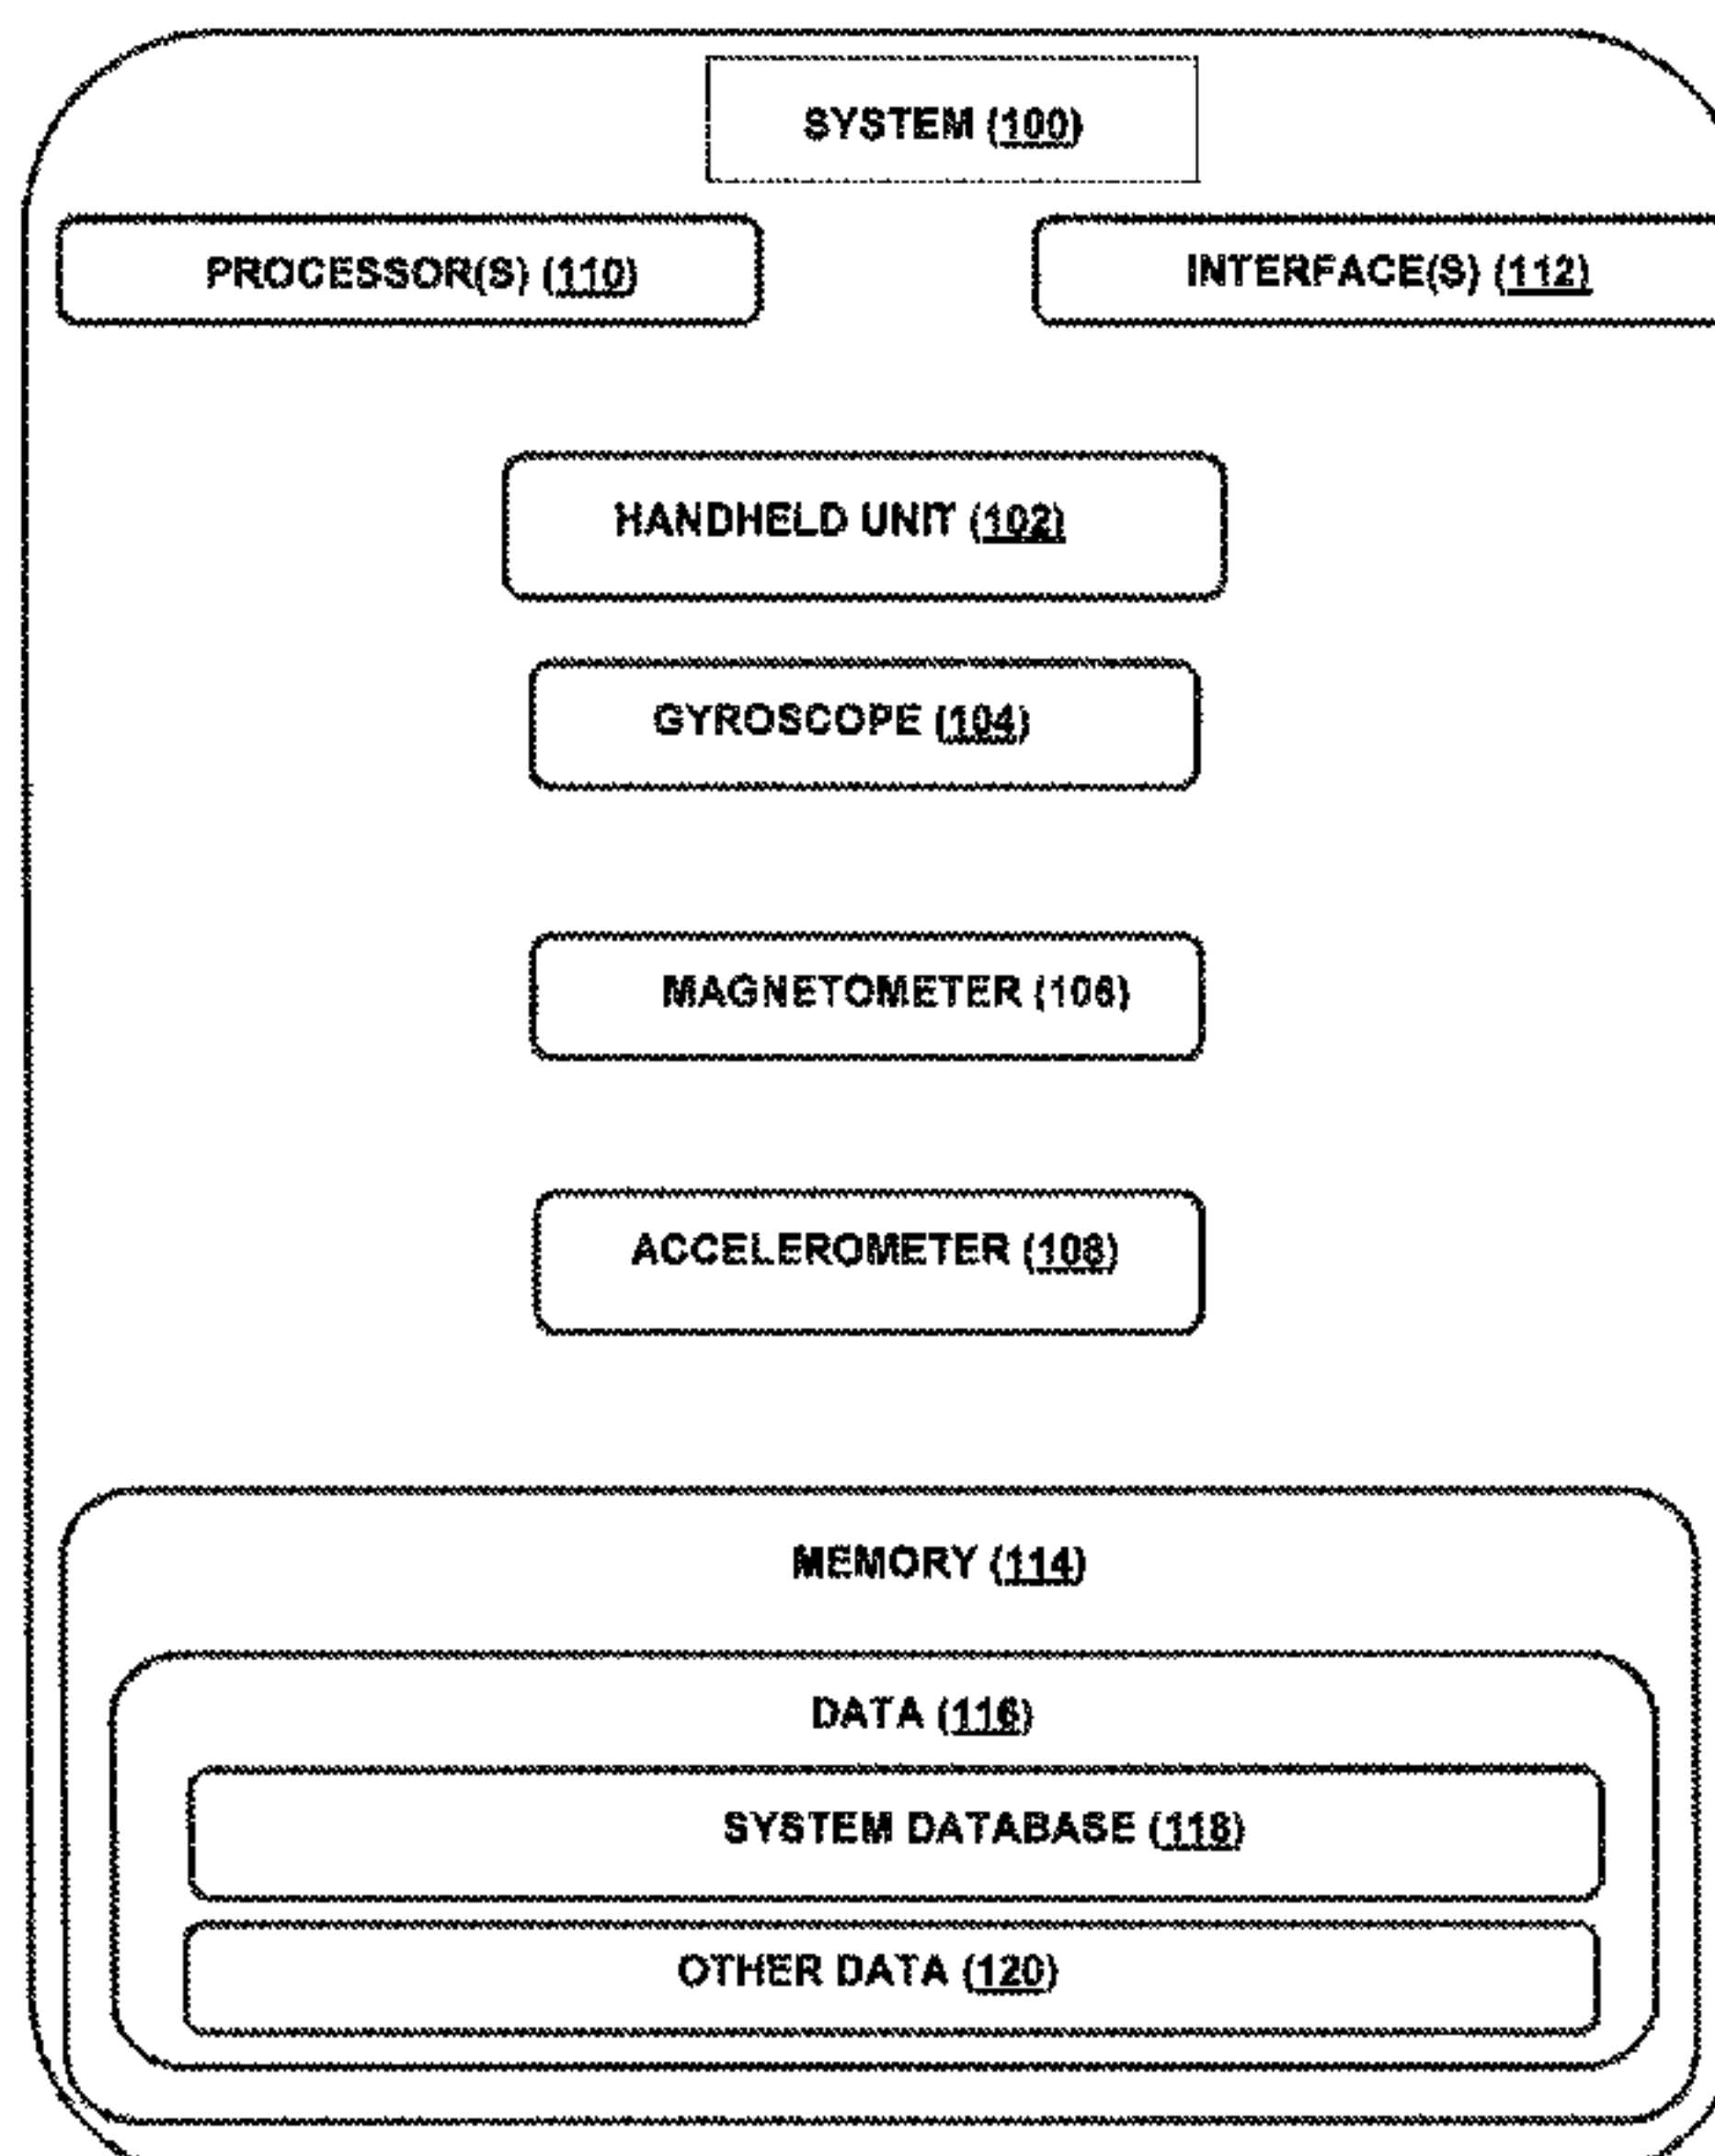 SYSTEM (100)
PROCESSOR(S) (110)
INTERFACE(S) (112)
HANDHELD UNIT (102)
GYROSCOPE (104)
MAGNETOMETER (106)
ACCELEROMETER (108)
MEMORY (114)
DATA (116)
SYSTEM DATABASE (118)
OTHER DATA (120)